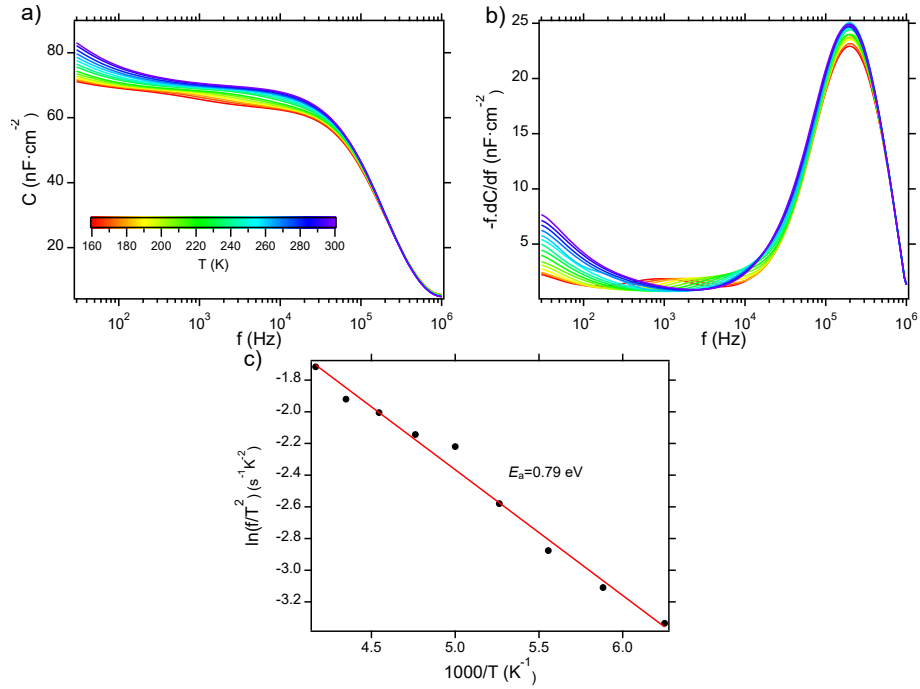 a)
C (nF·cm⁻²)
80
60
40
20
160 180 200 220 240 260 280 300
T (K)
10² 10³ 10⁴ 10⁵ 10⁶
f (Hz)
b)
-f.dC/df (nF·cm⁻²)
25
20
15
10
5
10² 10³ 10⁴ 10⁵ 10⁶
f (Hz)
c)
ln(f/T²) (s⁻¹K⁻²)
-1.8
-2.0
-2.2
-2.4
-2.6
-2.8
-3.0
-3.2
Eₐ=0.79 eV
4.5 5.0 5.5 6.0
1000/T (K⁻¹)